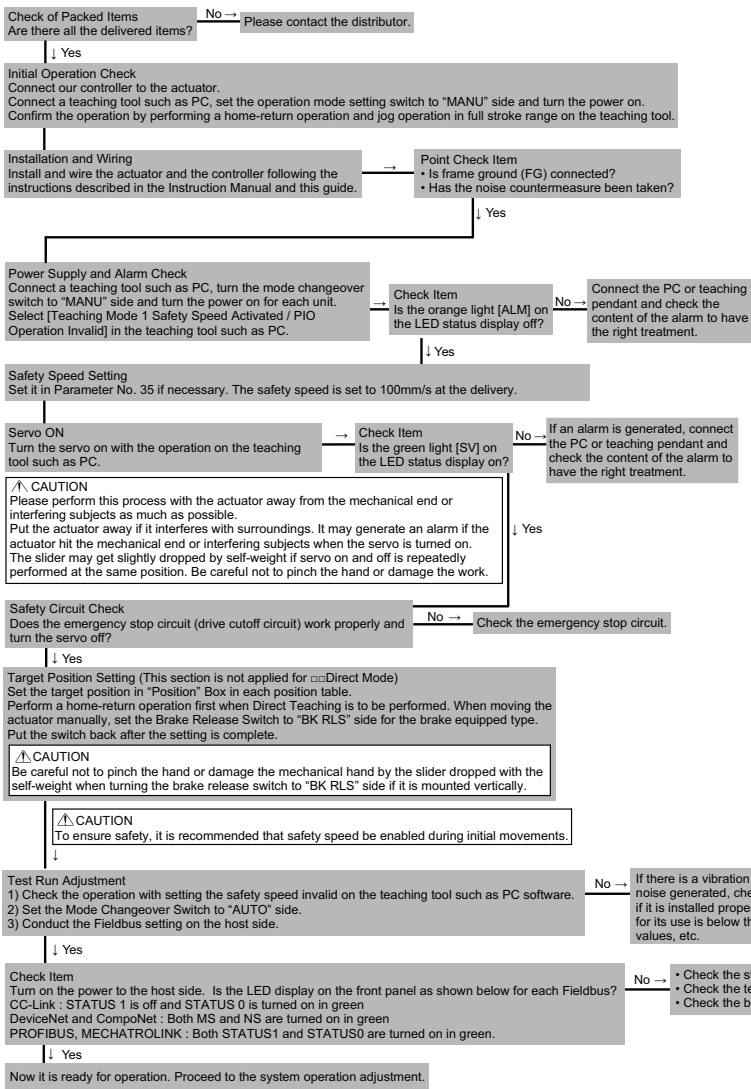 Check of Packed Items
Are there all the delivered items?
No →
Please contact the distributor.
↓ Yes
Initial Operation Check
Connect our controller to the actuator.
Connect a teaching tool such as PC, set the operation mode setting switch to “MANU” side and turn the power on.
Confirm the operation by performing a home-return operation and jog operation in full stroke range on the teaching tool.
Installation and Wiring
Install and wire the actuator and the controller following the
instructions described in the Instruction Manual and this guide.
→
Point Check Item
• Is frame ground (FG) connected?
• Has the noise countermeasure been taken?
↓ Yes
Power Supply and Alarm Check
Connect a teaching tool such as PC, turn the mode changeover
switch to “MANU” side and turn the power on for each unit.
Select [Teaching Mode 1 Safety Speed Activated / PIO
Operation Invalid] in the teaching tool such as PC.
→
Check Item
Is the orange light [ALM] on
the LED status display off?
No →
Connect the PC or teaching
pendant and check the
content of the alarm to have
the right treatment.
↓ Yes
Safety Speed Setting
Set it in Parameter No. 35 if necessary. The safety speed is set to 100mm/s at the delivery.
Servo ON
Turn the servo on with the operation on the teaching
tool such as PC.
→
Check Item
Is the green light [SV] on
the LED status display on?
No →
If an alarm is generated, connect
the PC or teaching pendant and
check the content of the alarm to
have the right treatment.
⚠ CAUTION
Please perform this process with the actuator away from the mechanical end or
interfering subjects as much as possible.
Put the actuator away if it interferes with surroundings. It may generate an alarm if the
actuator hit the mechanical end or interfering subjects when the servo is turned on.
The slider may get slightly dropped by self-weight if servo on and off is repeatedly
performed at the same position. Be careful not to pinch the hand or damage the work.
↓ Yes
Safety Circuit Check
Does the emergency stop circuit (drive cutoff circuit) work properly and
turn the servo off?
No →
Check the emergency stop circuit.
↓ Yes
Target Position Setting (This section is not applied for □□Direct Mode)
Set the target position in “Position” Box in each position table.
Perform a home-return operation first when Direct Teaching is to be performed. When moving the
actuator manually, set the Brake Release Switch to “BK RLS” side for the brake equipped type.
Put the switch back after the setting is complete.
⚠ CAUTION
Be careful not to pinch the hand or damage the mechanical hand by the slider dropped with the
self-weight when turning the brake release switch to “BK RLS” side if it is mounted vertically.
⚠ CAUTION
To ensure safety, it is recommended that safety speed be enabled during initial movements.
↓
Test Run Adjustment
1) Check the operation with setting the safety speed invalid on the teaching tool such as PC software.
2) Set the Mode Changeover Switch to “AUTO” side.
3) Conduct the Fieldbus setting on the host side.
No →
If there is a vibration
noise generated, che
if it is installed prope
for its use is below th
values, etc.
↓ Yes
Check Item
Turn on the power to the host side. Is the LED display on the front panel as shown below for each Fieldbus?
CC-Link : STATUS 1 is off and STATUS 0 is turned on in green
DeviceNet and CompoNet : Both MS and NS are turned on in green
PROFIBUS, MECHATROLINK : Both STATUS1 and STATUS0 are turned on in green.
No →
• Check the s
• Check the te
• Check the b
↓ Yes
Now it is ready for operation. Proceed to the system operation adjustment.